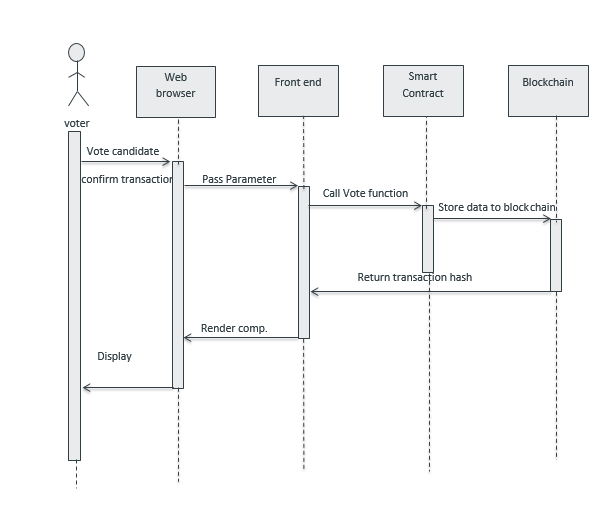 Web
browser
Front end
Smart
Contract
Blockchain
voter
Vote candidate
confirm transaction
Pass Parameter
Call Vote function
Store data to blockchain
Return transaction hash
Render comp.
Display